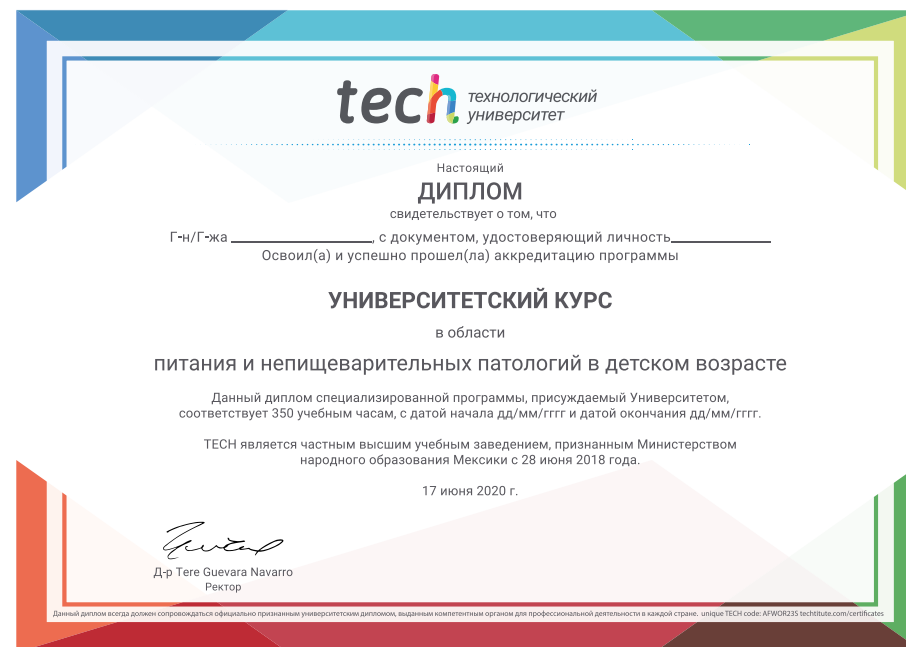 tech технологический
университет
Настоящий
ДИПЛОМ
свидетельствует о том, что
Г-н/Г-жа ____________________, с документом, удостоверяющий личность______________
Освоил(а) и успешно прошел(ла) аккредитацию программы
УНИВЕРСИТЕТСКИЙ КУРС
в области
питания и непищеварительных патологий в детском возрасте
Данный диплом специализированной программы, присуждаемый Университетом,
соответствует 350 учебным часам, с датой начала дд/мм/гггг и датой окончания дд/мм/гггг.
TECH является частным высшим учебным заведением, признанным Министерством
народного образования Мексики с 28 июня 2018 года.
17 июня 2020 г.
Д-р Tere Guevara Navarro
Ректор
Данный диплом всегда должен сопровождаться официально признанным университетским дипломом, выданным компетентным органом для профессиональной деятельности в каждой стране. unique TECH code: AFWOR23S techtitute.com/certificates